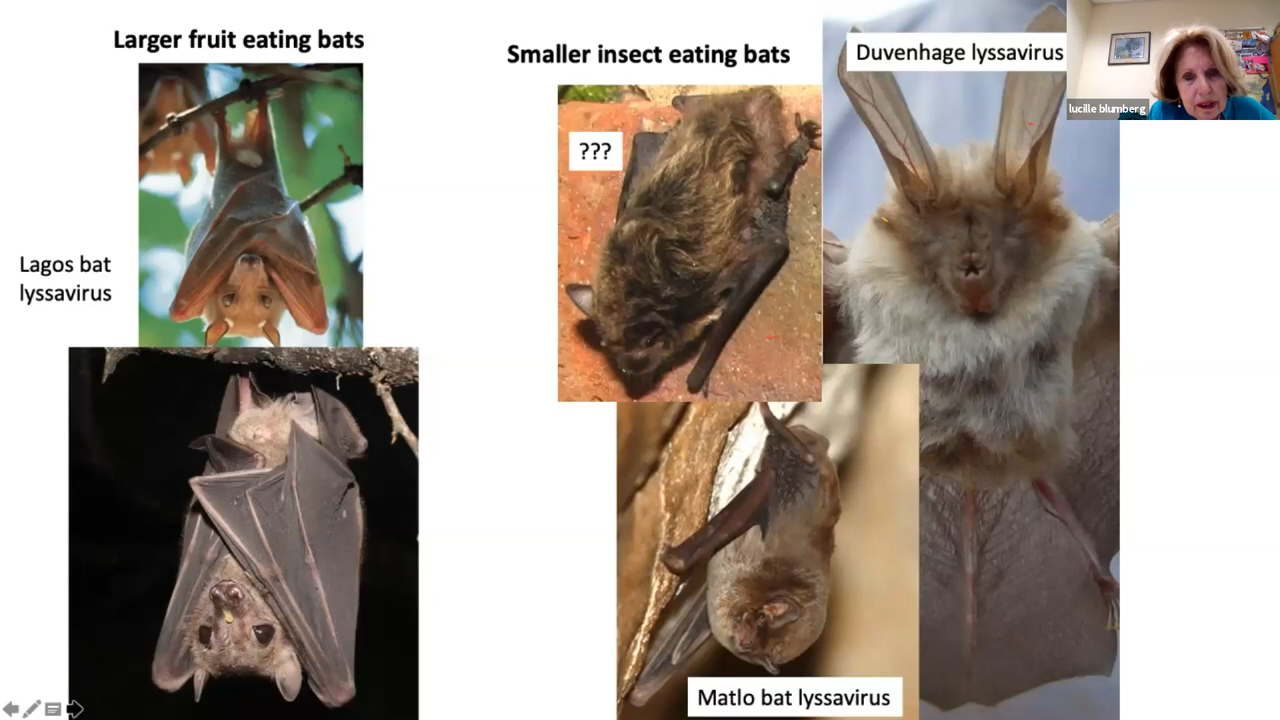 Larger fruit eating bats
Smaller insect eating bats
Duvenhage lyssavirus
lucille blumberg
???
Lagos bat
lyssavirus
Matlo bat lyssavirus